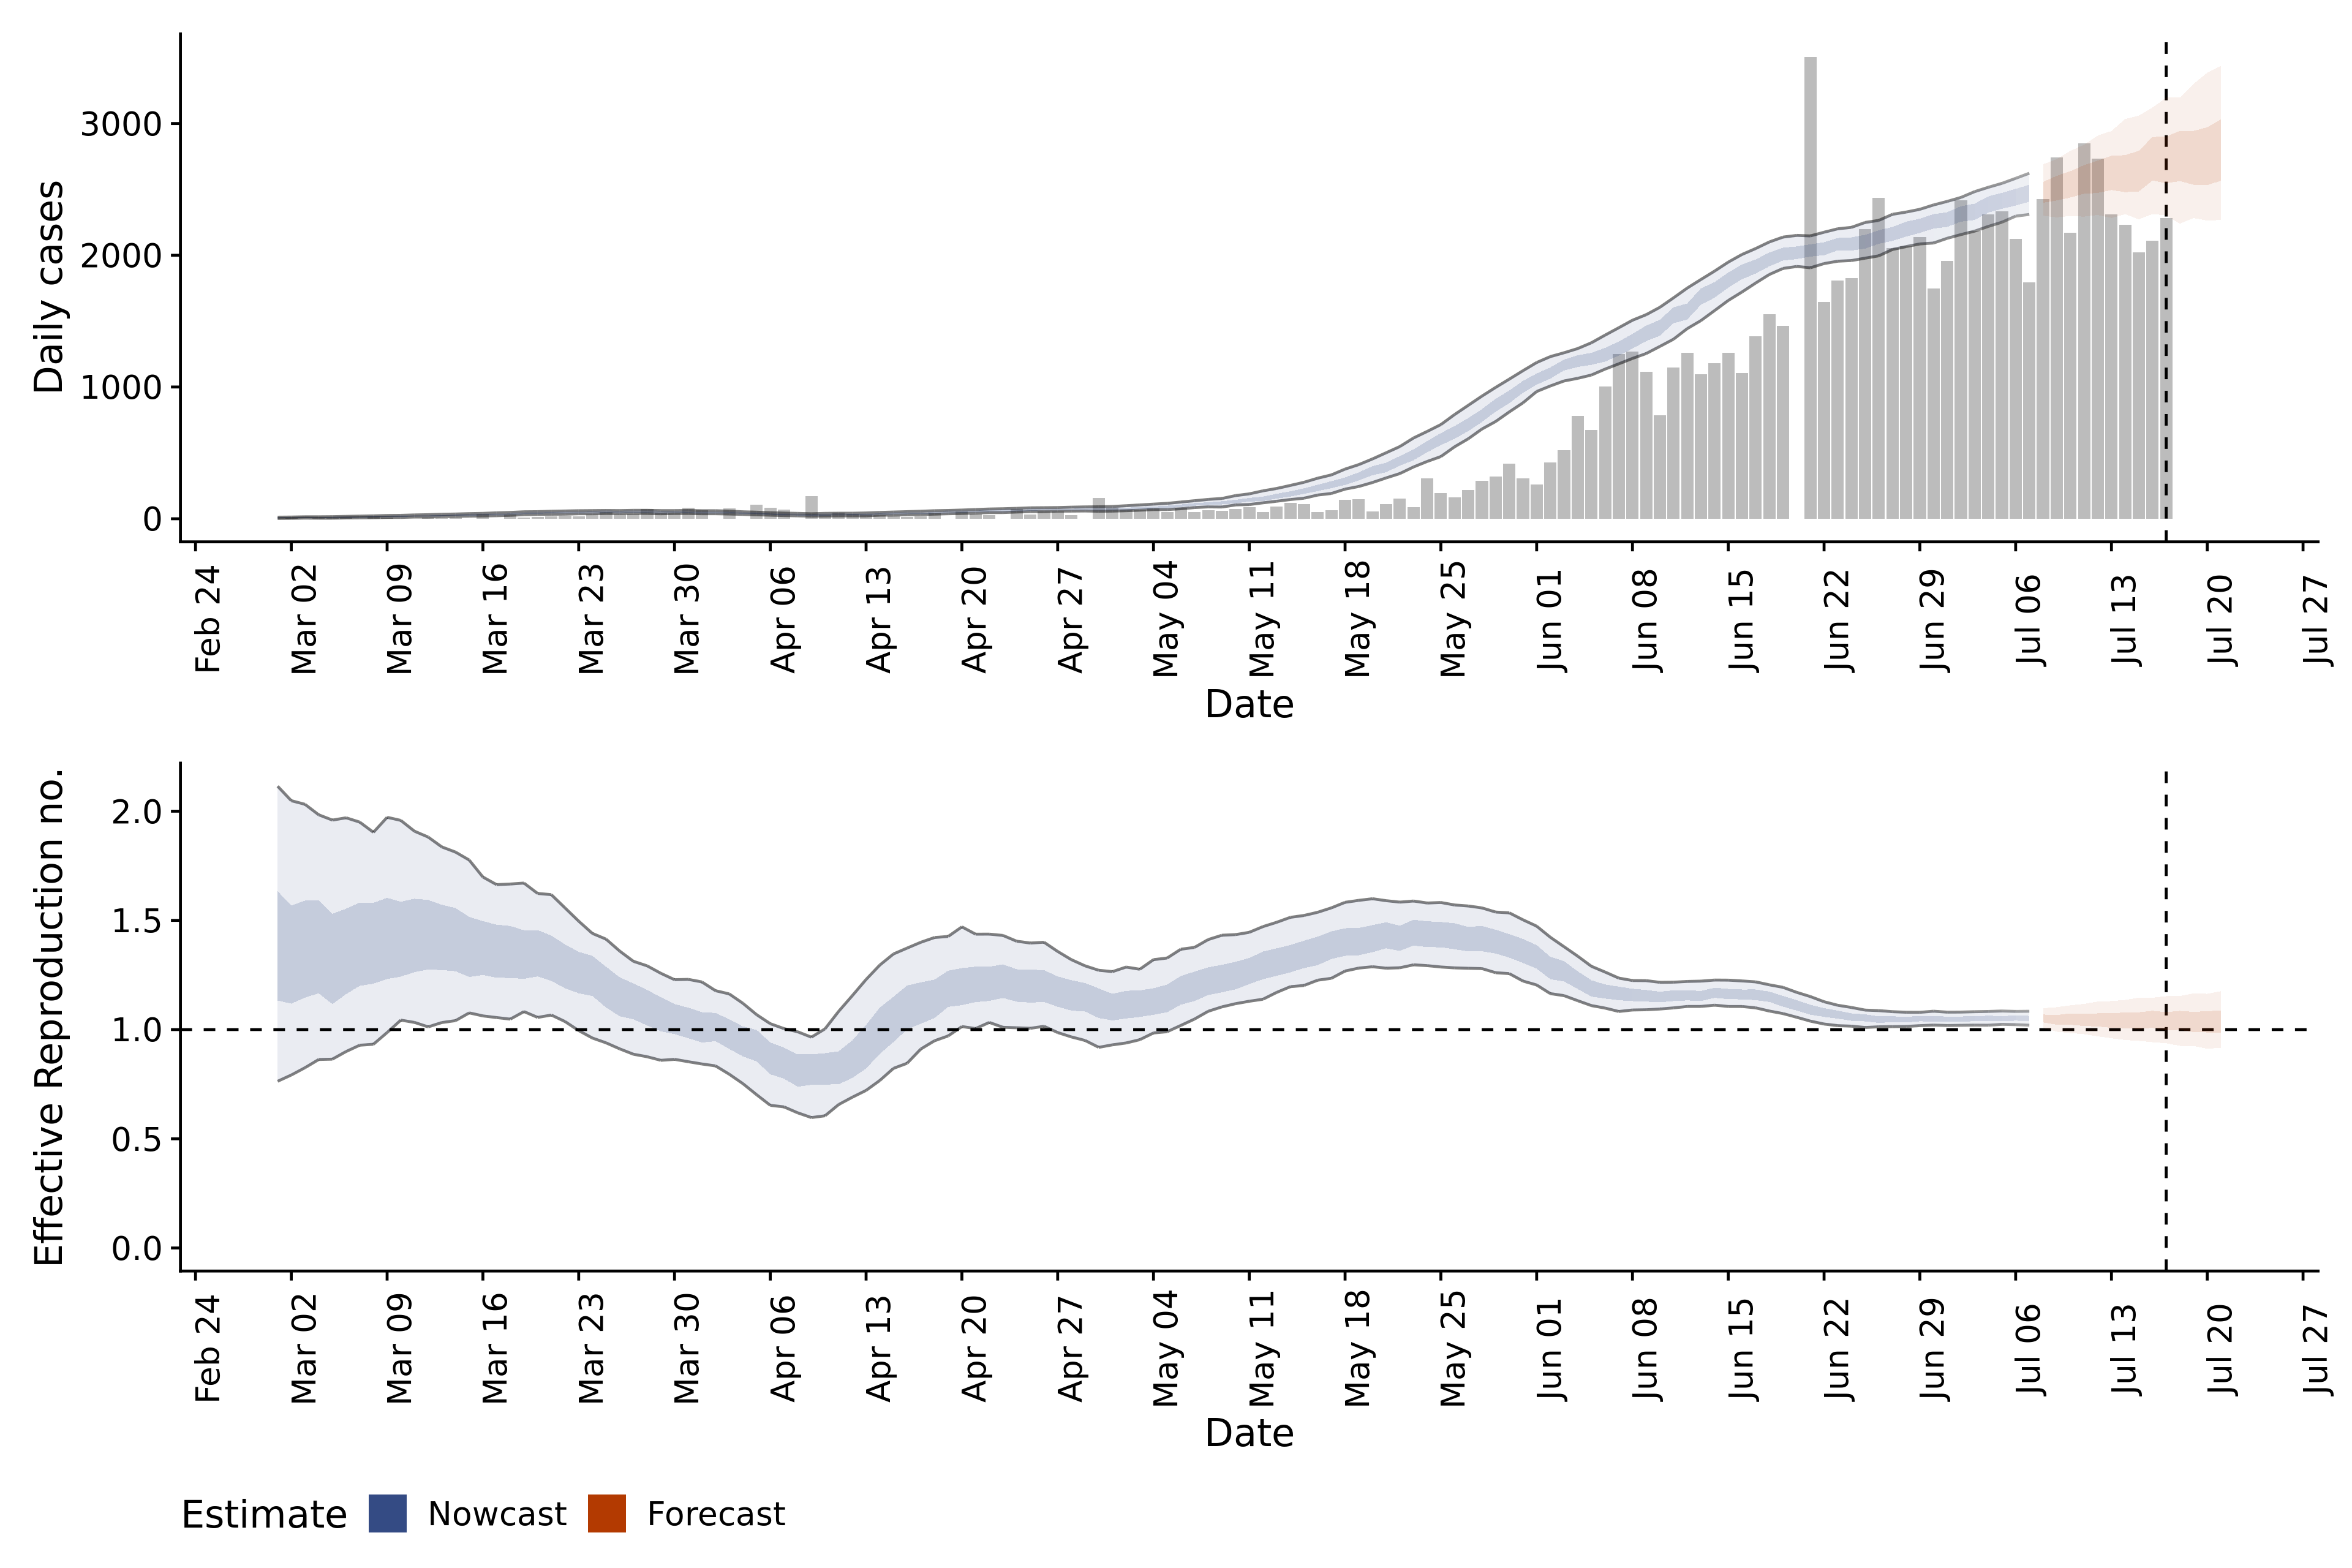 Daily cases
3000
2000
1000
0
Feb 24 Mar 02 Mar 09 Mar 16 Mar 23 Mar 30 Apr 06 Apr 13 Apr 20 Apr 27 May 04 May 11 May 18 May 25 Jun 01 Jun 08 Jun 15 Jun 22 Jun 29 Jul 06 Jul 13 Jul 20 Jul 27
Date
Effective Reproduction no.
2.0
1.5
1.0
0.5
0.0
Feb 24 Mar 02 Mar 09 Mar 16 Mar 23 Mar 30 Apr 06 Apr 13 Apr 20 Apr 27 May 04 May 11 May 18 May 25 Jun 01 Jun 08 Jun 15 Jun 22 Jun 29 Jul 06 Jul 13 Jul 20 Jul 27
Date
Estimate Nowcast Forecast